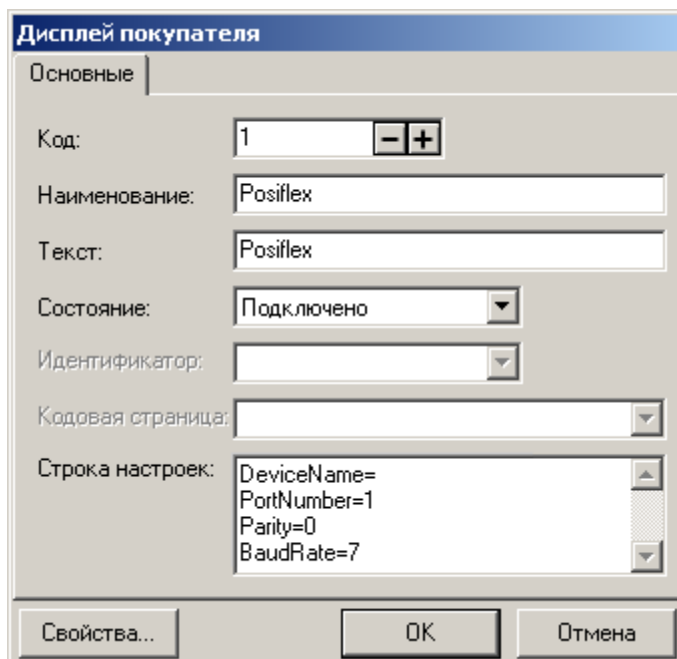 Дисплей покупателя
Основные
Код: 1
Наименование: Posiflex
Текст: Posiflex
Состояние: Подключено
Идентификатор:
Кодовая страница:
Строка настроек: DeviceName=
PortNumber=1
Parity=0
BaudRate=7
Свойства... OK Отмена